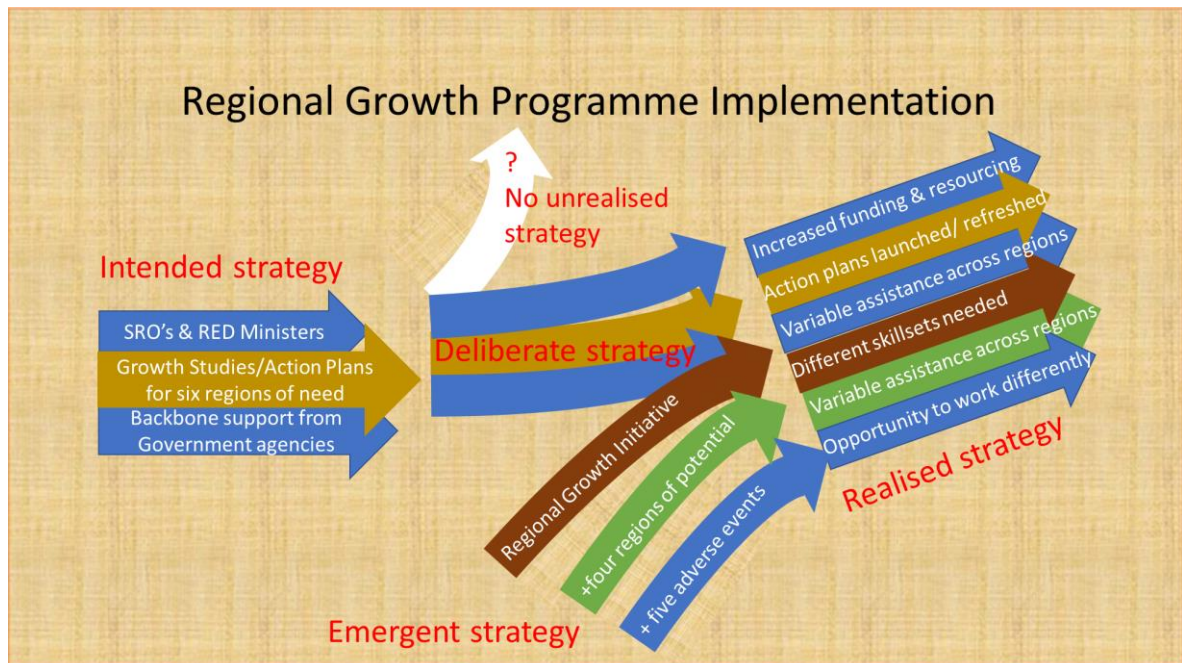 Regional Growth Programme Implementation
?
No unrealised
strategy
Intended strategy
SRO's & RED Ministers
Growth Studies/Action Plans
for six regions of need
Backbone support from
Government agencies
Deliberate strategy
Regional Growth Initiative
+four regions of potential
+ five adverse events
Emergent strategy
Increased funding & resourcing
Action plans launched/ refreshed
Variable assistance across regions
Different skillsets needed
Variable assistance across regions
Opportunity to work differently
Realised strategy